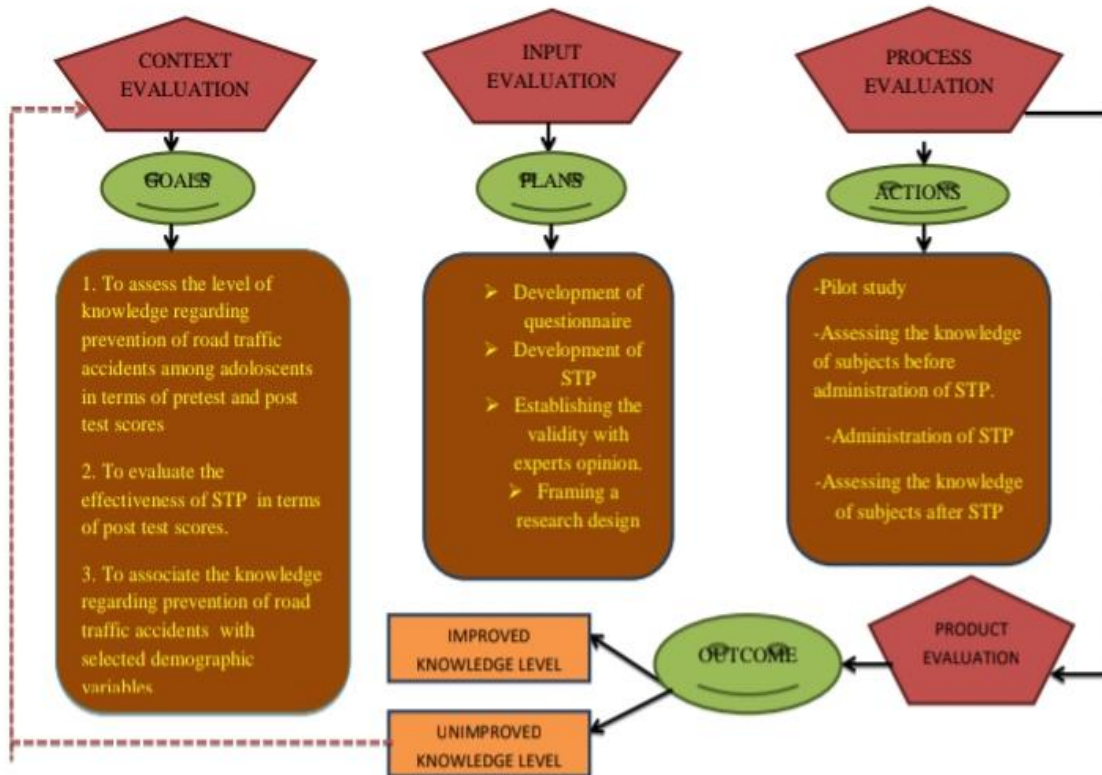 CONTEXT
EVALUATION
GOALS
1. To assess the level of
knowledge regarding
prevention of road traffic
accidents among adoloscents
in terms of pretest and post
test scores
2. To evaluate the
effectiveness of STP in terms
of post test scores.
3. To associate the knowledge
regarding prevention of road
traffic accidents with
selected demographic
variables
INPUT
EVALUATION
PLANS
➢ Development of
questionnaire
➢ Development of
STP
➢ Establishing the
validity with
experts opinion.
➢ Framing a
research design
PROCESS
EVALUATION
ACTIONS
-Pilot study
-Assessing the knowledge
of subjects before
administration of STP.
-Administration of STP
-Assessing the knowledge
of subjects after STP
PRODUCT
EVALUATION
OUTCOME
IMPROVED
KNOWLEDGE LEVEL
UNIMPROVED
KNOWLEDGE LEVEL